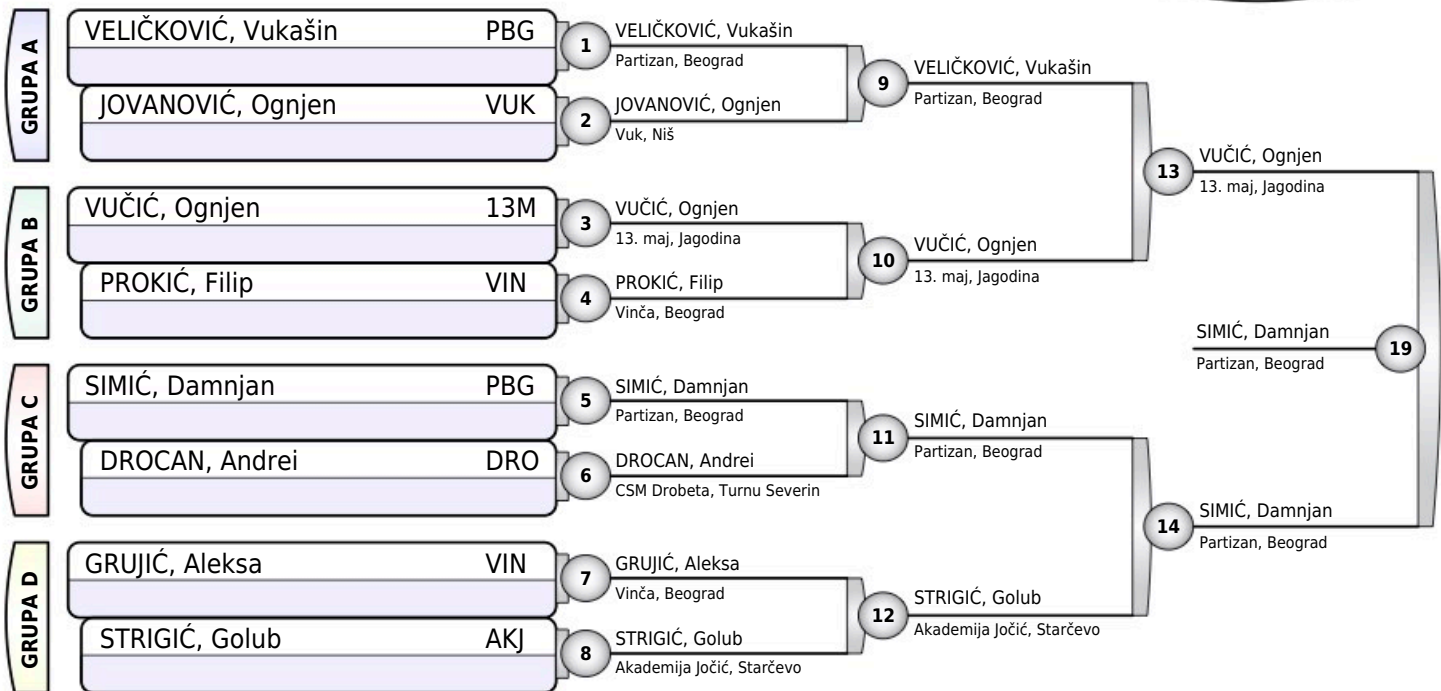 GRUPA A
VELIČKOVIĆ, Vukašin PBG
JOVANOVIĆ, Ognjen VUK
GRUPA B
VUČIĆ, Ognjen 13M
PROKIĆ, Filip VIN
GRUPA C
SIMIĆ, Damnjan PBG
DROCAN, Andrei DRO
GRUPA D
GRUJIĆ, Aleksa VIN
STRIGIĆ, Golub AKJ
1
VELIČKOVIĆ, Vukašin
Partizan, Beograd
2
JOVANOVIĆ, Ognjen
Vuk, Niš
3
VUČIĆ, Ognjen
13. maj, Jagodina
4
PROKIĆ, Filip
Vinča, Beograd
5
SIMIĆ, Damnjan
Partizan, Beograd
6
DROCAN, Andrei
CSM Drobeta, Turnu Severin
7
GRUJIĆ, Aleksa
Vinča, Beograd
8
STRIGIĆ, Golub
Akademija Jočić, Starčevo
9
VELIČKOVIĆ, Vukašin
Partizan, Beograd
10
VUČIĆ, Ognjen
13. maj, Jagodina
11
SIMIĆ, Damnjan
Partizan, Beograd
12
STRIGIĆ, Golub
Akademija Jočić, Starčevo
13
VUČIĆ, Ognjen
13. maj, Jagodina
14
SIMIĆ, Damnjan
Partizan, Beograd
SIMIĆ, Damnjan
Partizan, Beograd
19